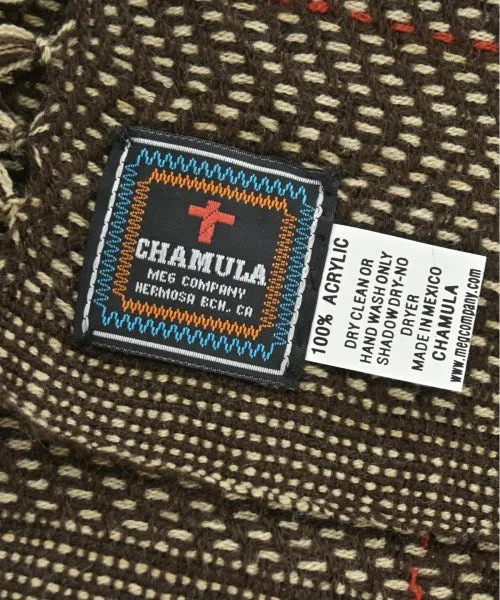 CHAMULA
MEG COMPANY
HERMOSA BCH. CA
100% ACRYLIC
DRY CLEAN OR
HAND WASH ONLY
SHADOW DRY-NO
DRYER
MADE IN MEXICO
CHAMULA
www.megcompany.com/